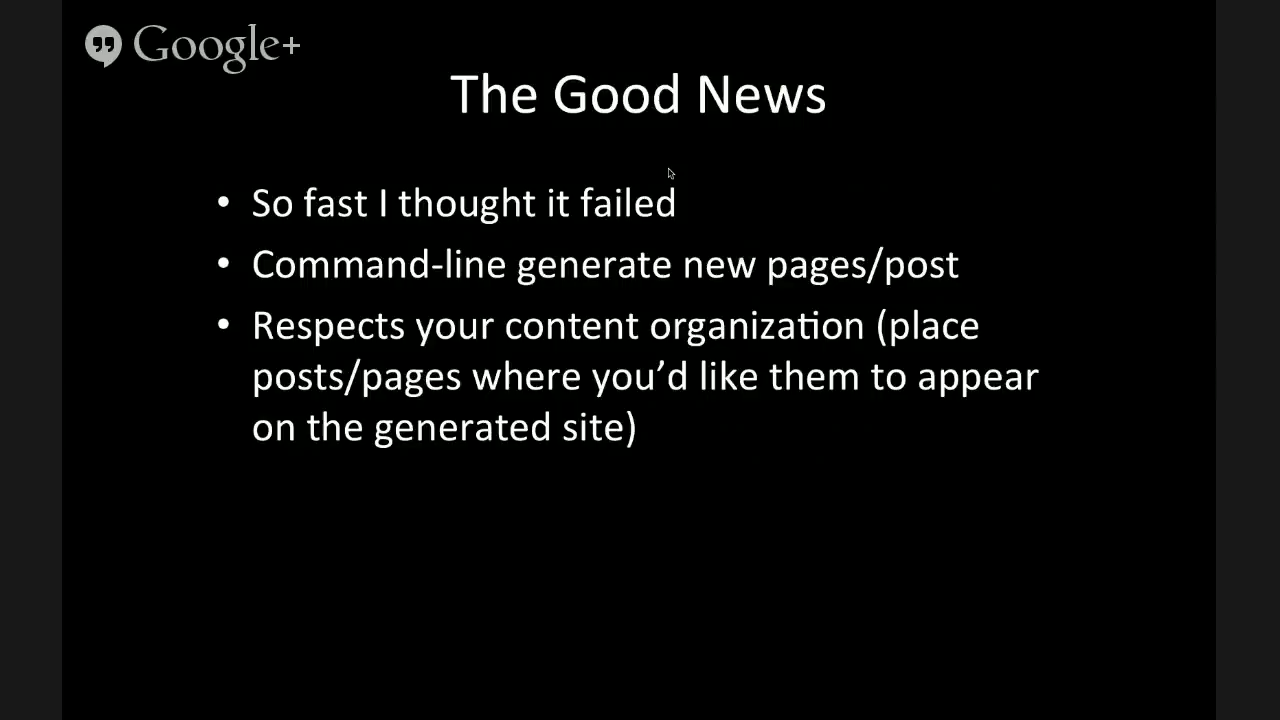 Google+
The Good News
• So fast I thought it failed
• Command-line generate new pages/post
• Respects your content organization (place
posts/pages where you’d like them to appear
on the generated site)